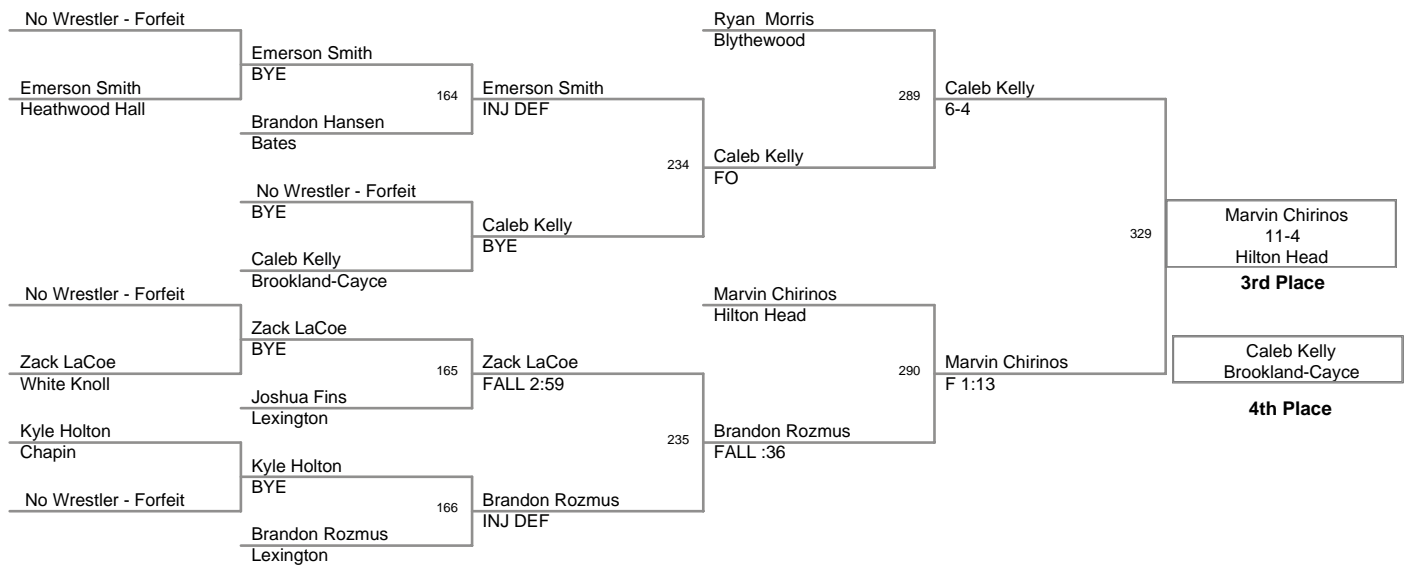 No Wrestler - Forfeit
Emerson Smith
Heathwood Hall
No Wrestler - Forfeit
Zack LaCoe
White Knoll
Kyle Holton
Chapin
No Wrestler - Forfeit
Emerson Smith
BYE
164
Brandon Hansen
Bates
No Wrestler - Forfeit
BYE
Caleb Kelly
Brookland-Cayce
Zack LaCoe
BYE
165
Joshua Fins
Lexington
Kyle Holton
BYE
166
Brandon Rozmus
Lexington
Emerson Smith
INJ DEF
234
Caleb Kelly
BYE
Zack LaCoe
FALL 2:59
235
Brandon Rozmus
INJ DEF
Ryan Morris
Blythewood
289
Caleb Kelly
FO
Marvin Chirinos
Hilton Head
290
Brandon Rozmus
FALL :36
Caleb Kelly
6-4
329
Marvin Chirinos
F 1:13
Marvin Chirinos
11-4
Hilton Head
3rd Place
Caleb Kelly
Brookland-Cayce
4th Place